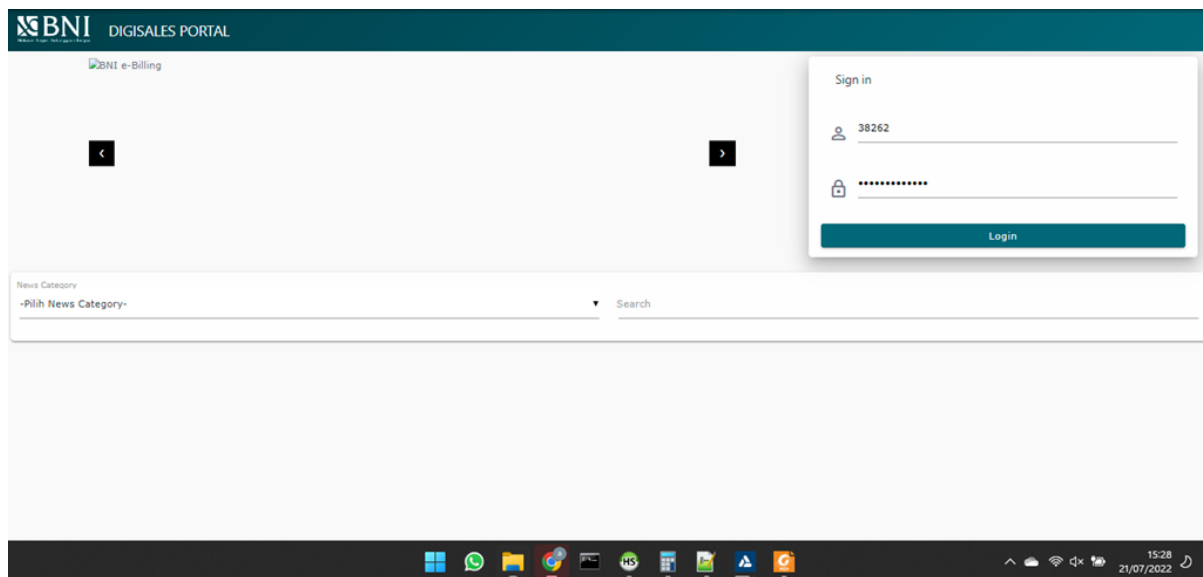 BNI
DIGISALES PORTAL
BNI e-Billing
Sign in
38262
Login
News Category
-Pilih News Category-
Search
HS
15:28
21/07/2022